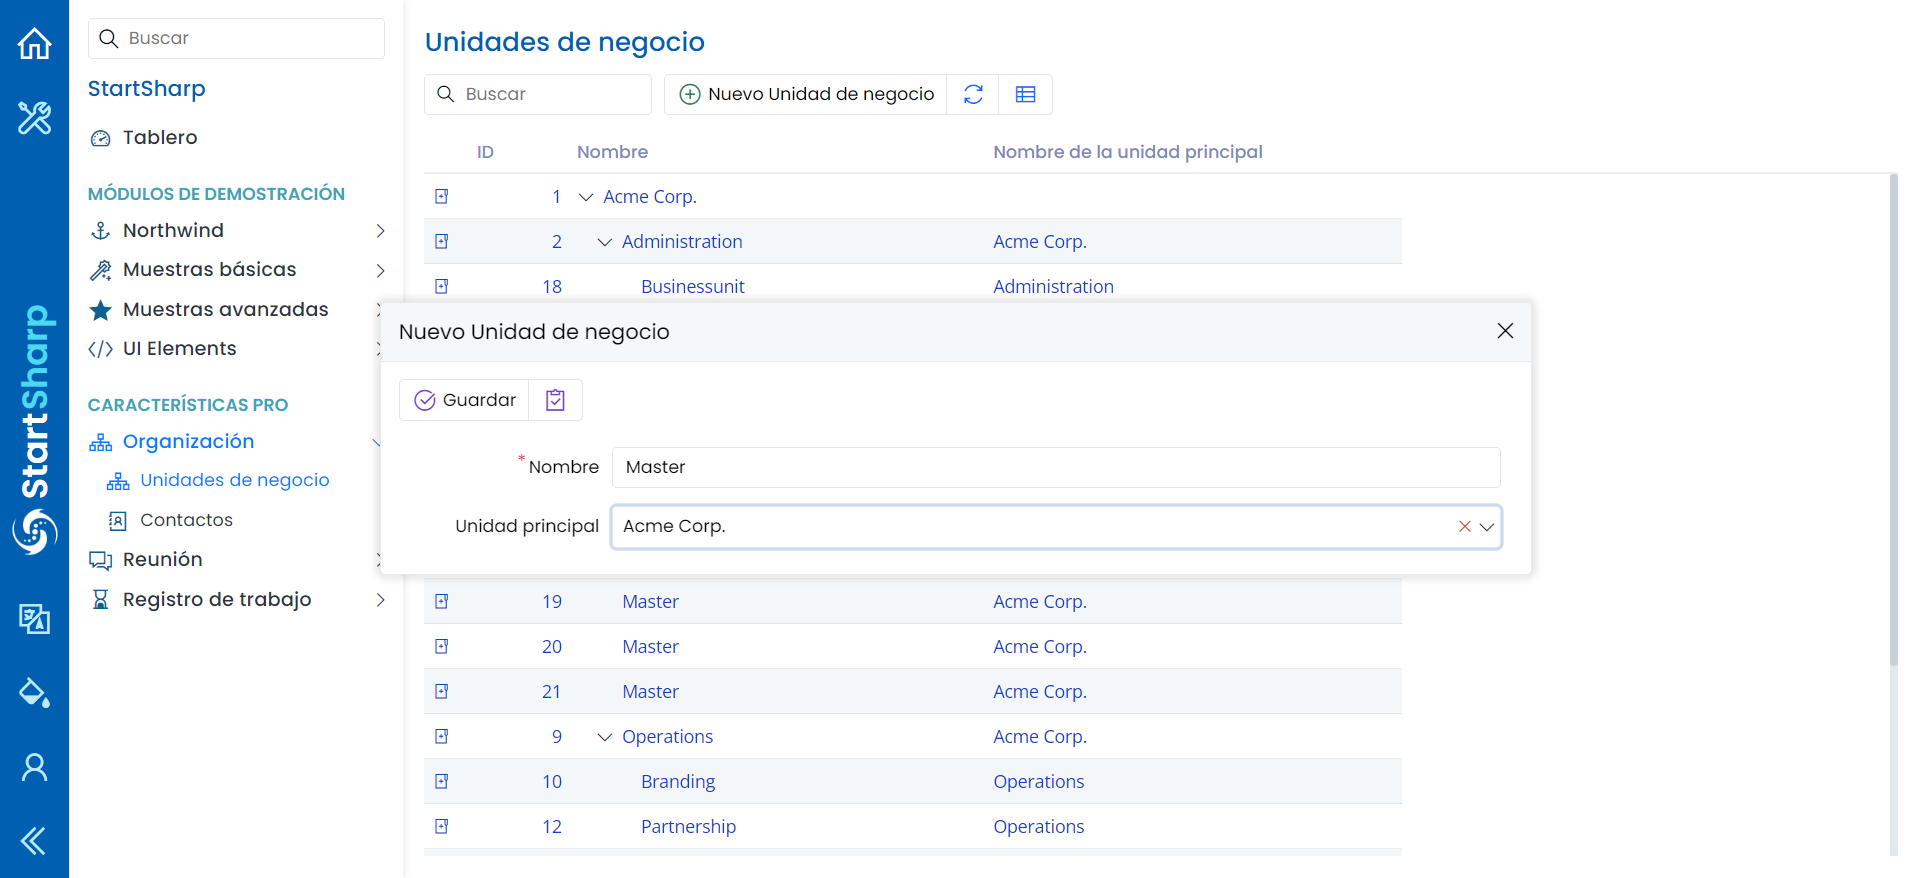 Buscar
StartSharp
Tablero
MÓDULOS DE DEMOSTRACIÓN
Northwind
Muestras básicas
Muestras avanzadas
UI Elements
CARACTERÍSTICAS PRO
Organización
Unidades de negocio
Contactos
Reunión
Registro de trabajo
StartSharp
Unidades de negocio
Buscar
Nuevo Unidad de negocio
ID Nombre Nombre de la unidad principal
1 Acme Corp.
2 Administration Acme Corp.
18 Businessunit Administration
Nuevo Unidad de negocio
Guardar
*Nombre Master
Unidad principal Acme Corp.
19 Master Acme Corp.
20 Master Acme Corp.
21 Master Acme Corp.
9 Operations Acme Corp.
10 Branding Operations
12 Partnership Operations